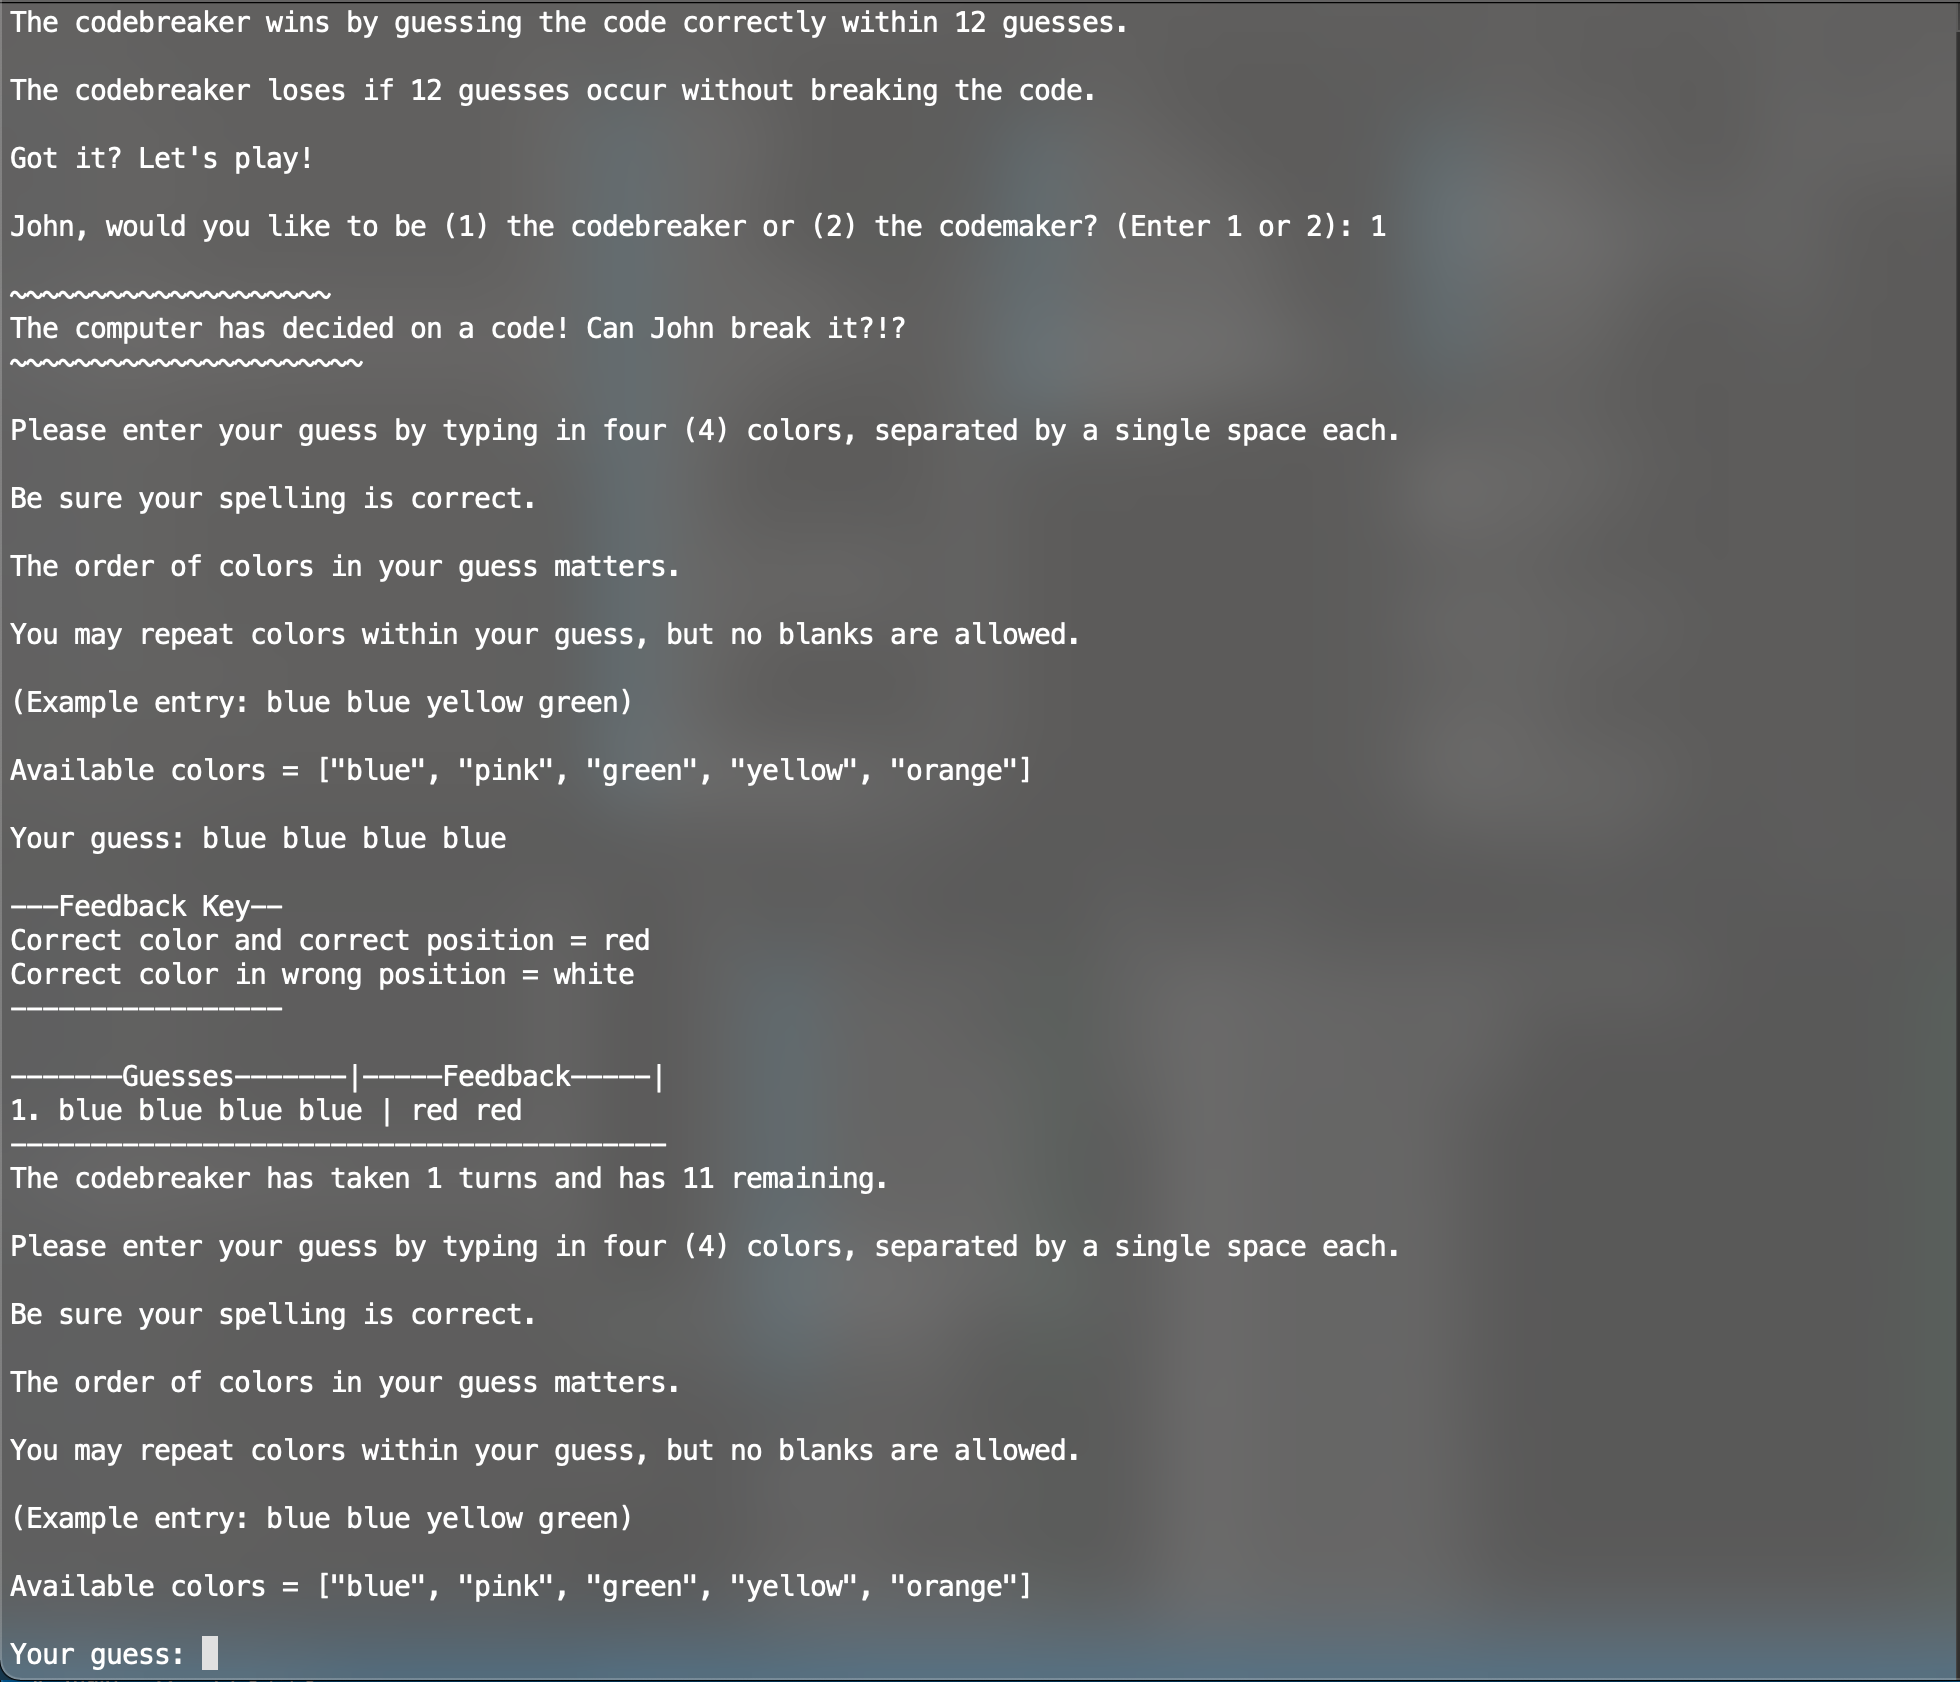 The codebreaker wins by guessing the code correctly within 12 guesses.
The codebreaker loses if 12 guesses occur without breaking the code.
Got it? Let's play!
John, would you like to be (1) the codebreaker or (2) the codemaker? (Enter 1 or 2): 1
~~~~~~~~~~~~~~~~~~~~
The computer has decided on a code! Can John break it?!?
~~~~~~~~~~~~~~~~~~~~~~
Please enter your guess by typing in four (4) colors, separated by a single space each.
Be sure your spelling is correct.
The order of colors in your guess matters.
You may repeat colors within your guess, but no blanks are allowed.
(Example entry: blue blue yellow green)
Available colors = ["blue", "pink", "green", "yellow", "orange"]
Your guess: blue blue blue blue
---Feedback Key--
Correct color and correct position = red
Correct color in wrong position = white
-----------------
-------Guesses-------|-----Feedback-----|
1. blue blue blue blue | red red
-----------------------------------------
The codebreaker has taken 1 turns and has 11 remaining.
Please enter your guess by typing in four (4) colors, separated by a single space each.
Be sure your spelling is correct.
The order of colors in your guess matters.
You may repeat colors within your guess, but no blanks are allowed.
(Example entry: blue blue yellow green)
Available colors = ["blue", "pink", "green", "yellow", "orange"]
Your guess: